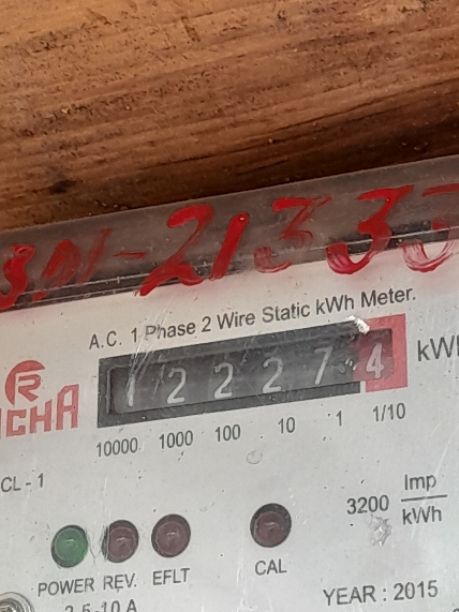 A.C. 1 Phase 2 Wire Static kWh Meter.
122274
10000 1000 100 10 1 1/10
CL - 1
3200 Imp/kWh
POWER REV. EFLT CAL
YEAR : 2015